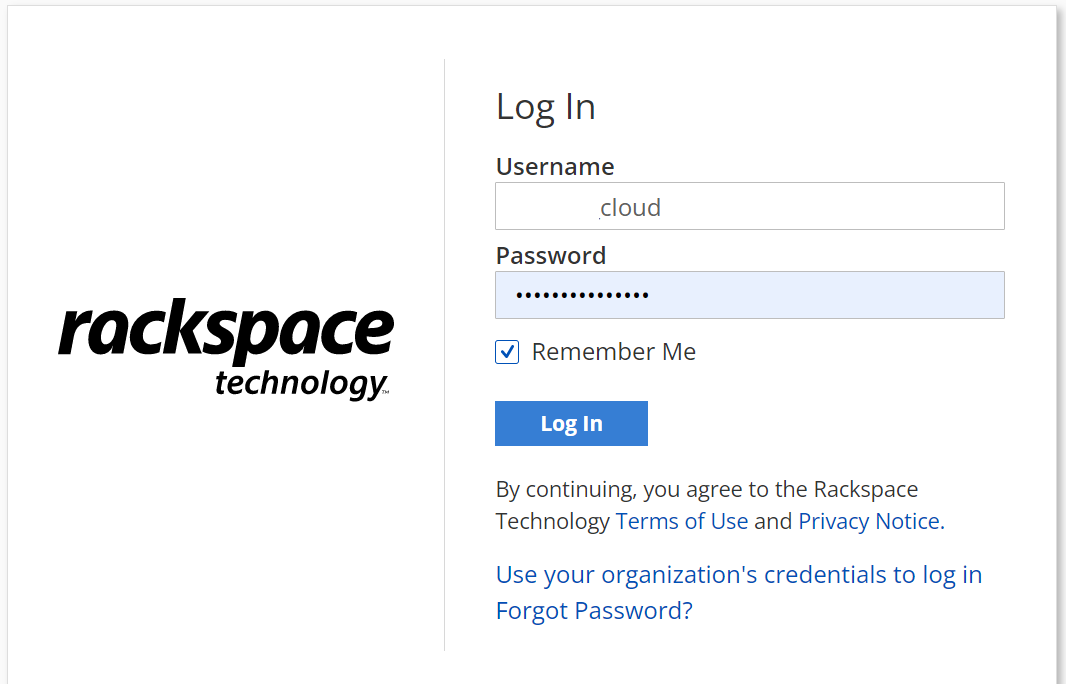 rackspace
technology™
Log In
Username
cloud
Password
•••••••••••••••
Remember Me
Log In
By continuing, you agree to the Rackspace
Technology Terms of Use and Privacy Notice.
Use your organization's credentials to log in
Forgot Password?